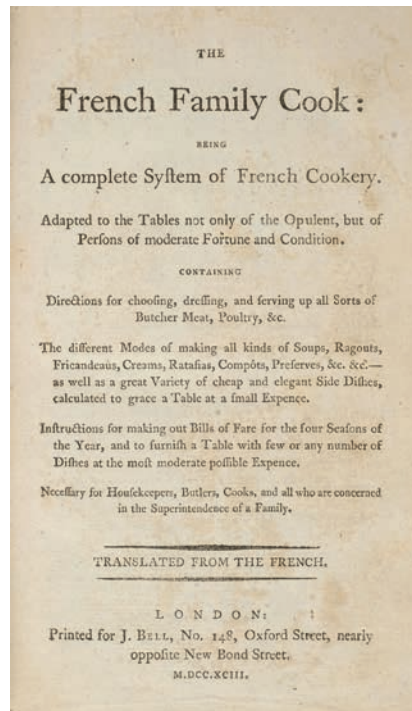 THE
French Family Cook:
BEING
A complete Syſtem of French Cookery.
Adapted to the Tables not only of the Opulent, but of
Perſons of moderate Fortune and Condition.
CONTAINING
Directions for chooſing, dreſſing, and ſerving up all Sorts of
Butcher Meat, Poultry, &c.
The different Modes of making all kinds of Soups, Ragouts,
Fricandeaus, Creams, Rataſias, Compôts, Preſerves, &c. &c.—
as well as a great Variety of cheap and elegant Side Diſhes,
calculated to grace a Table at a ſmall Expence.
Inſtructions for making out Bills of Fare for the four Seaſons of
the Year, and to furniſh a Table with few or any number of
Diſhes at the moſt moderate poſſible Expence.
Neceſſary for Houſekeepers, Butlers, Cooks, and all who are concerned
in the Superintendence of a Family.
TRANSLATED FROM THE FRENCH.
LONDON:
Printed for J. BELL, No. 148, Oxford Street, nearly
oppoſite New Bond Street.
M.DCC.XCIII.